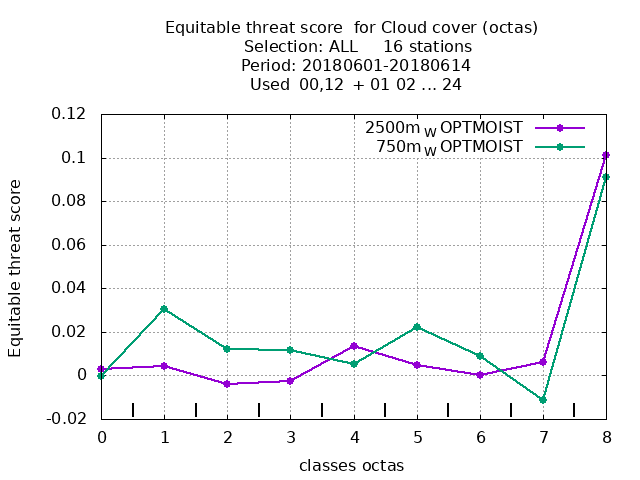 Equitable threat score  for Cloud cover (octas)
Selection: ALL     16 stations
Period: 20180601-20180614
Used  00,12  + 01 02 ... 24
0.12
0.1
0.08
0.06
0.04
0.02
0
-0.02
Equitable threat score
2500m W OPTMOIST
750m W OPTMOIST
0 1 2 3 4 5 6 7 8
classes octas